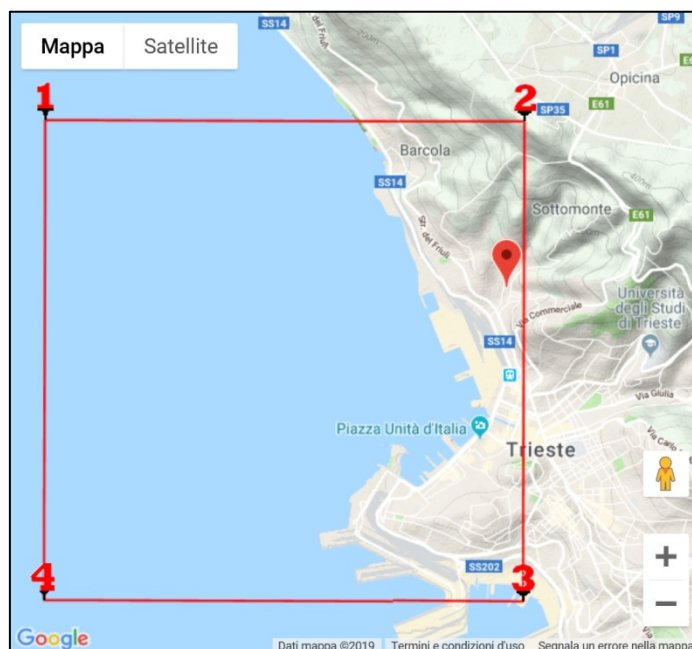 Mappa
Satellite
SS14
del Friuli
SP9
SP1
Opicina
E61
1
2
SP35
Barcola
SS14
Sottomonte
E61
Str. del Friuli
Università
degli Studi
di Trieste
Via Commerciale
SS14
Via Giulia
Piazza Unità d'Italia
Trieste
SS202
4
3
Google
Dati mappa ©2019
Termini e condizioni d'uso
Segnala un errore nella mappa